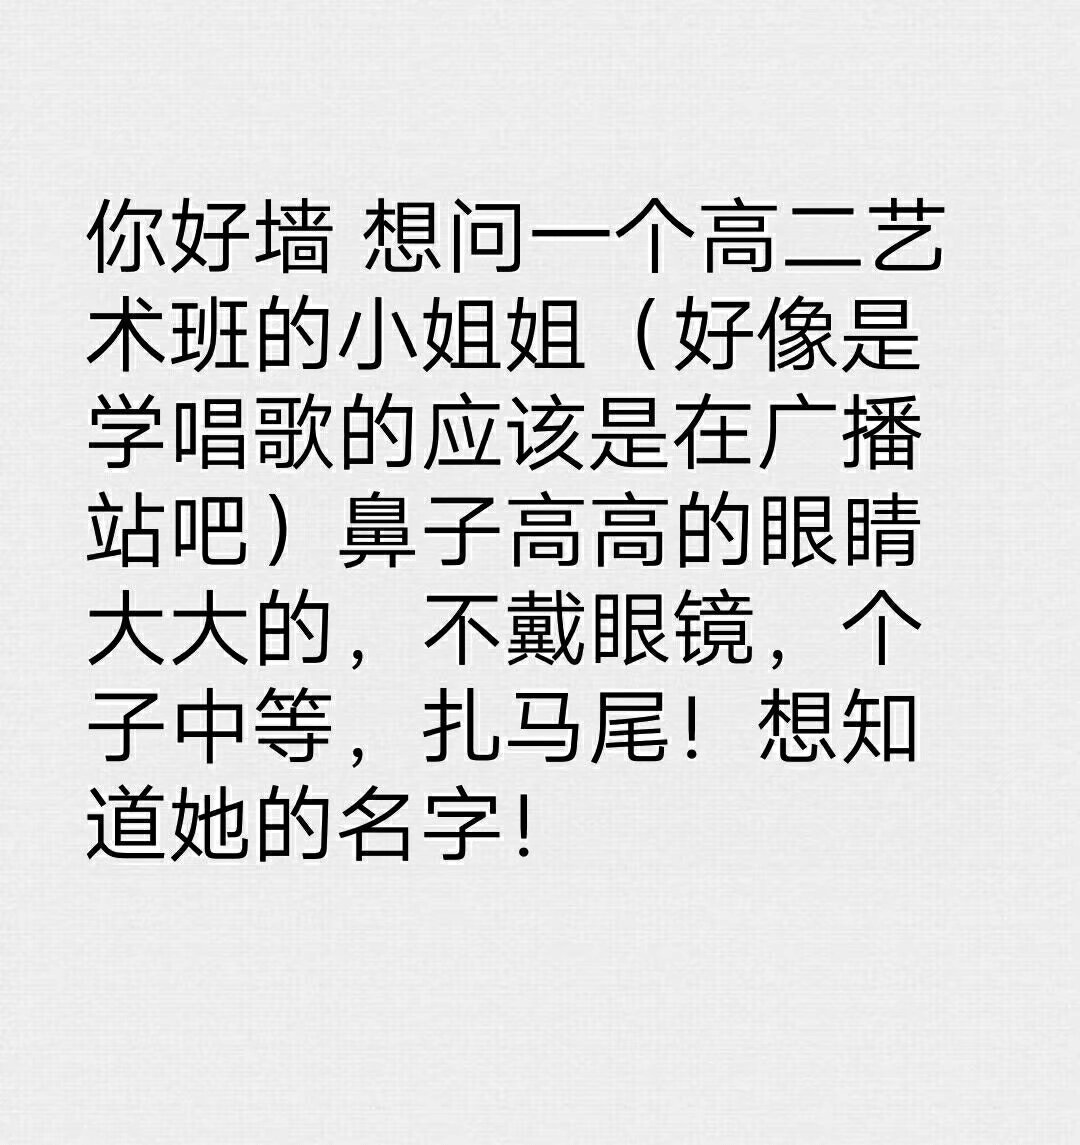 你好墙 想问一个高二艺
术班的小姐姐（好像是
学唱歌的应该是在广播
站吧）鼻子高高的眼睛
大大的，不戴眼镜，个
子中等，扎马尾！想知
道她的名字！